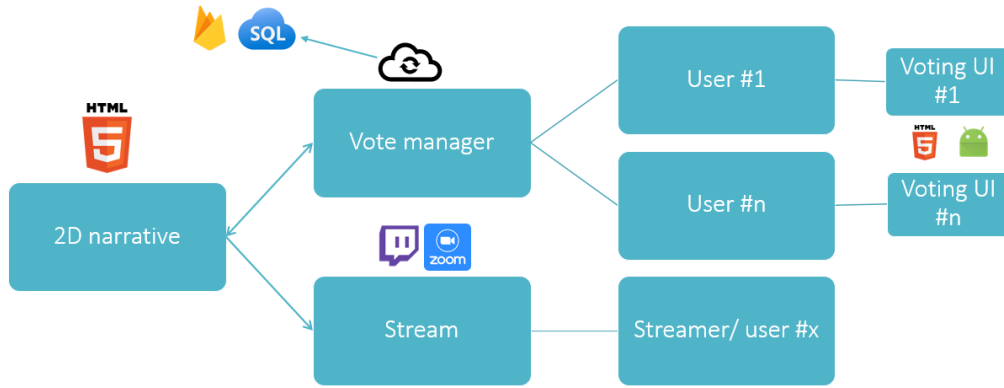 SQL
User #1
Voting UI
#1
HTML
5
Vote manager
HTML
5
2D narrative
User #n
Voting UI
#n
zoom
Stream
Streamer/ user #x